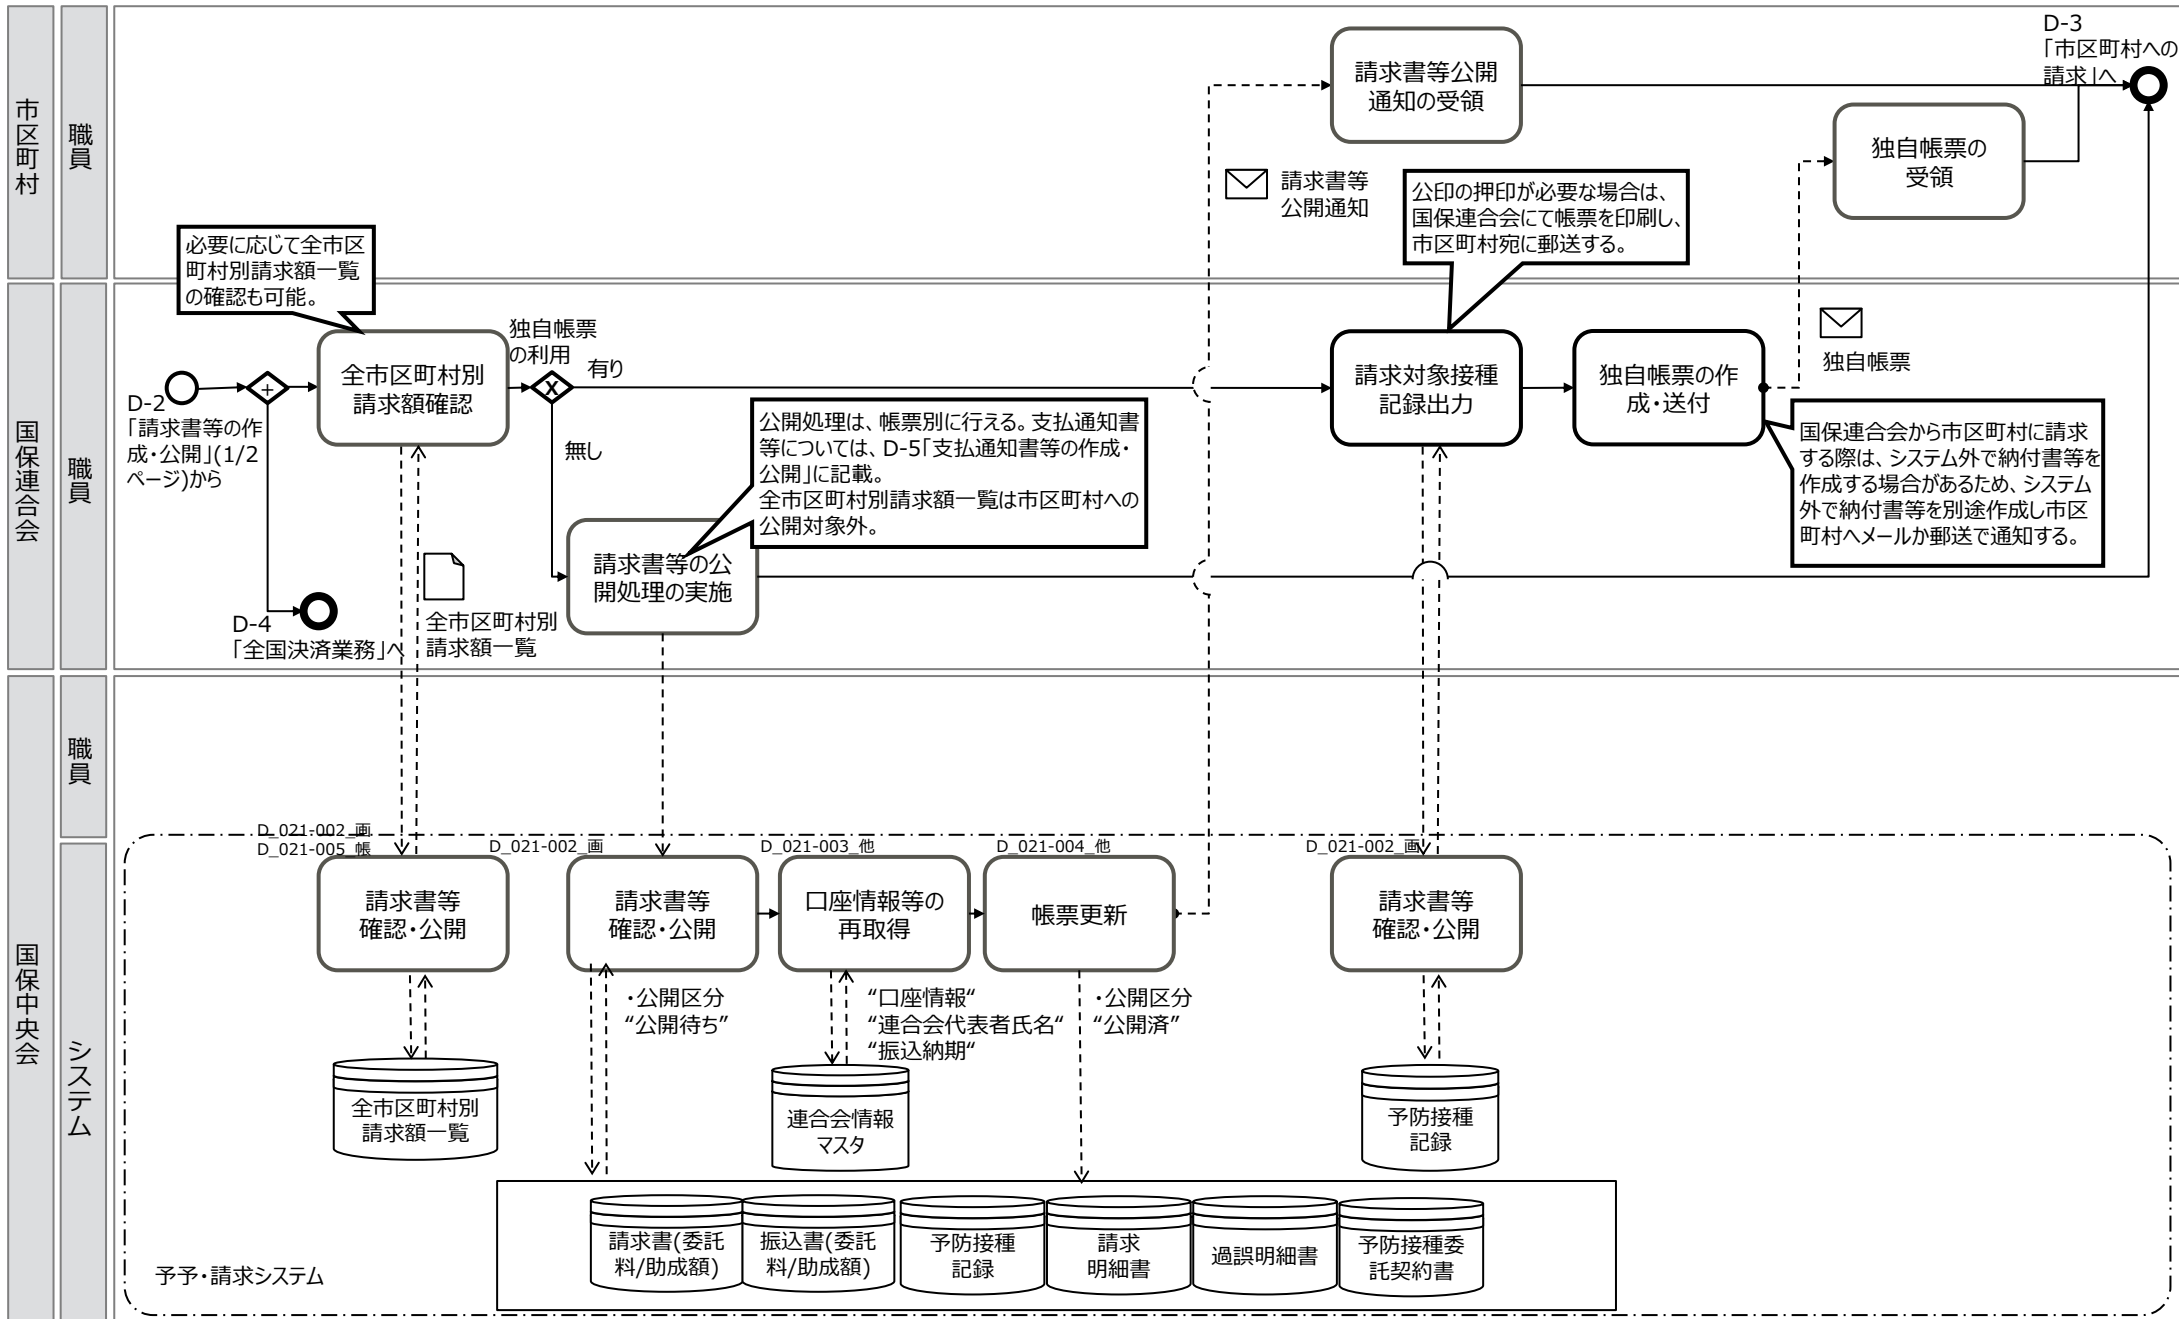 市区町村
職員
D-3
「市区町村への
請求」へ
請求書等公開
通知の受領
独自帳票の
受領
請求書等
公開通知
公印の押印が必要な場合は、
国保連合会にて帳票を印刷し、
市区町村宛に郵送する。
国保連合会
職員
必要に応じて全市区
町村別請求額一覧
の確認も可能。
D-2
「請求書等の作
成・公開」(1/2
ページ)から
+
全市区町村別
請求額確認
独自帳票
の利用
X
有り
無し
請求対象接種
記録出力
独自帳票の作
成・送付
独自帳票
公開処理は、帳票別に行える。支払通知書
等については、D-5「支払通知書等の作成・
公開」に記載。
全市区町村別請求額一覧は市区町村への
公開対象外。
国保連合会から市区町村に請求
する際は、システム外で納付書等を
作成する場合があるため、システム
外で納付書等を別途作成し市区
町村へメールか郵送で通知する。
請求書等の公
開処理の実施
D-4
「全国決済業務」へ
全市区町村別
請求額一覧
国保中央会
職員
システム
D_021-002_画
D_021-005_帳
請求書等
確認・公開
D_021-002_画
請求書等
確認・公開
D_021-003_他
口座情報等の
再取得
D_021-004_他
帳票更新
D_021-002_画
請求書等
確認・公開
・公開区分
“公開待ち”
“口座情報“
“連合会代表者氏名“
“振込納期“
・公開区分
“公開済”
全市区町村別
請求額一覧
連合会情報
マスタ
予防接種
記録
請求書(委託
料/助成額)
振込書(委託
料/助成額)
予防接種
記録
請求
明細書
過誤明細書
予防接種委
託契約書
予予・請求システム